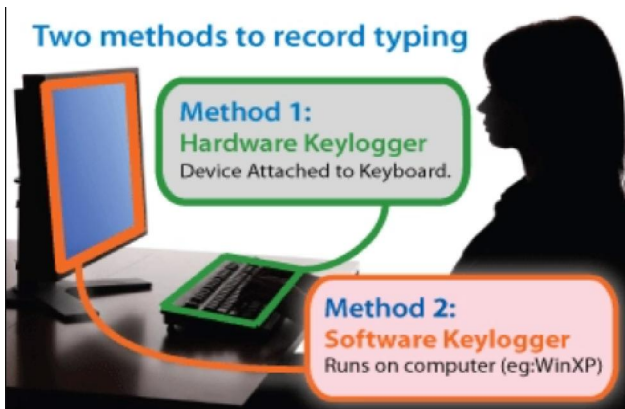 Two methods to record typing
Method 1:
Hardware Keylogger
Device Attached to Keyboard.
Method 2:
Software Keylogger
Runs on computer (eg:WinXP)